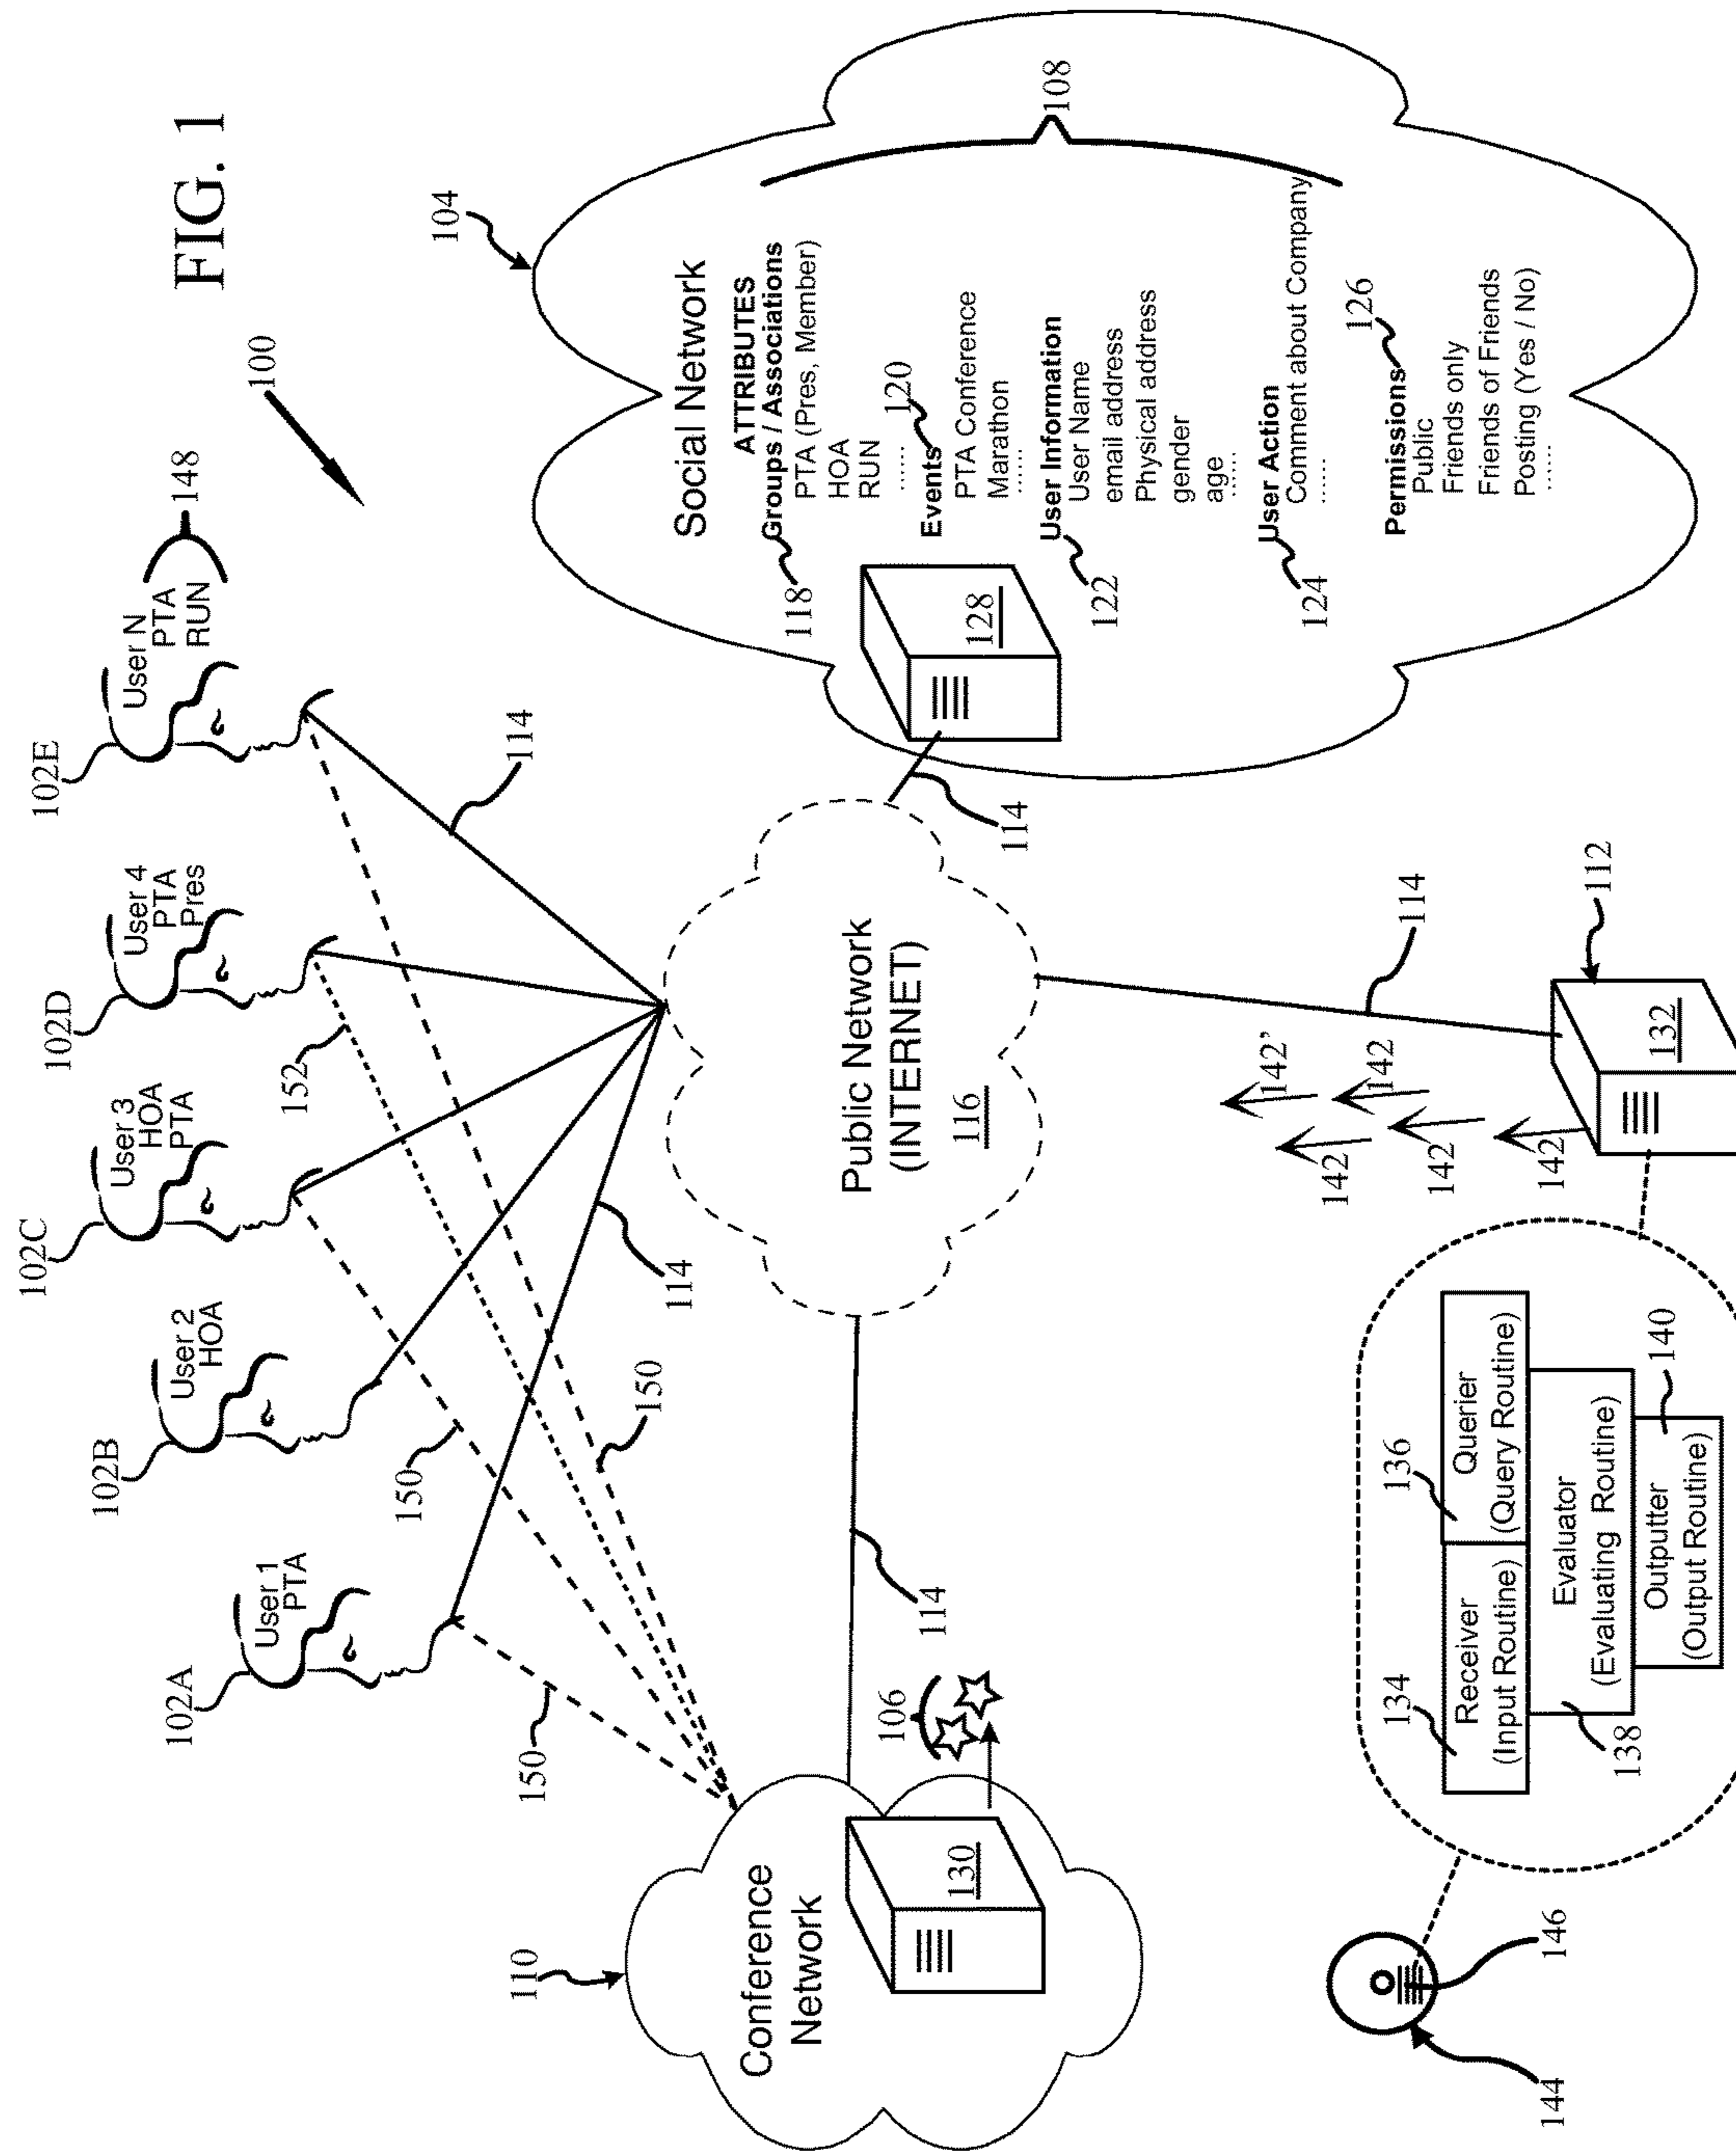 FIG. 1
100
102A
User 1
PTA
102B
User 2
HOA
102C
User 3
HOA
PTA
102D
User 4
PTA
Pres
102E
User N
PTA
RUN
148
150
150
150
152
114
114
110
Conference
Network
130
106
114
Public Network
(INTERNET)
116
114
104
Social Network
128
ATTRIBUTES
Groups / Associations
118
PTA (Pres, Member)
HOA
RUN
......
108
Events
120
PTA Conference
Marathon
......
User Information
122
User Name
email address
Physical address
gender
age
......
User Action
124
Comment about Company
......
Permissions
126
Public
Friends only
Friends of Friends
Posting (Yes / No)
......
114
112
132
142'
142
142
142
142
134
136
Receiver
(Input Routine)
Querier
(Query Routine)
138
Evaluator
(Evaluating Routine)
140
Outputter
(Output Routine)
144
146